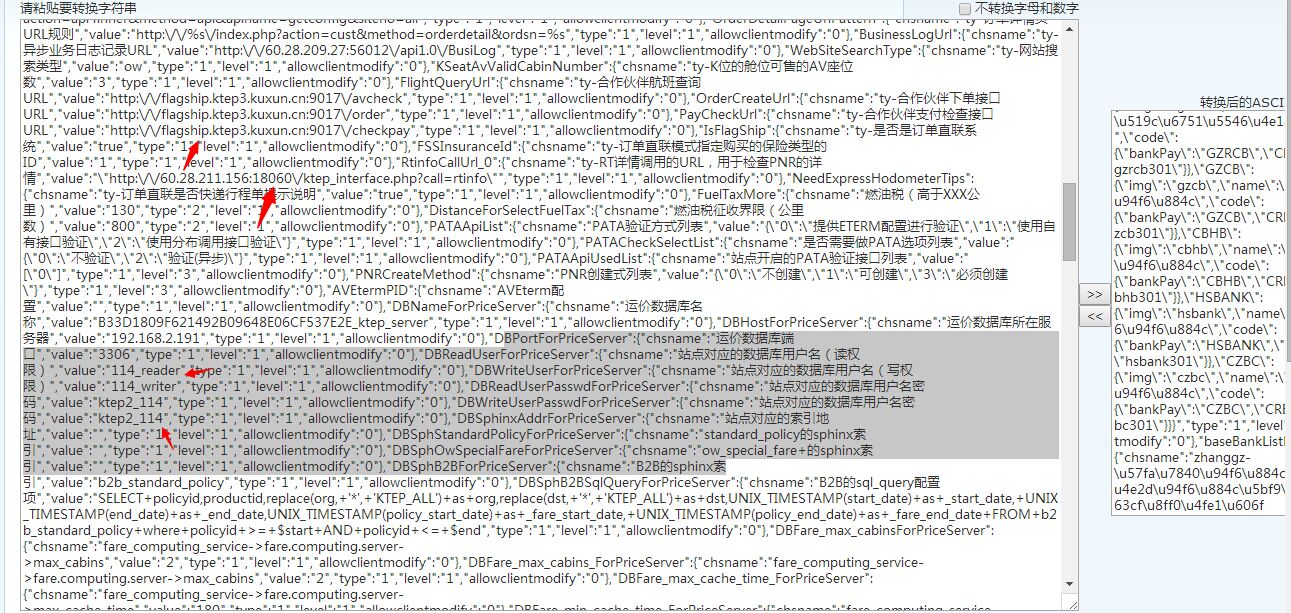 请粘贴要转换字符串
不转换字母和数字
URL规则","value":"http:\/\/%s\/index.php?action=cust&method=orderdetail&ordsn=%s","type":"1","level":"1","allowclientmodify":"0"},"BusinessLogUrl":{"chsname":"ty-
异步业务日志记录URL","value":"http:\/\/60.28.209.27:56012\/api1.0\/BusiLog","type":"1","level":"1","allowclientmodify":"0"},"WebSiteSearchType":{"chsname":"ty-网站搜
索类型","value":"ow","type":"1","level":"1","allowclientmodify":"0"},"KSeatAvValidCabinNumber":{"chsname":"ty-K位的舱位可售的AV座位
数","value":"3","type":"1","level":"1","allowclientmodify":"0"},"FlightQueryUrl":{"chsname":"ty-合作伙伴航班查询
URL","value":"http:\/\/flagship.ktep3.kuxun.cn:9017\/avcheck","type":"1","level":"1","allowclientmodify":"0"},"OrderCreateUrl":{"chsname":"ty-合作伙伴下单接口
URL","value":"http:\/\/flagship.ktep3.kuxun.cn:9017\/order","type":"1","level":"1","allowclientmodify":"0"},"PayCheckUrl":{"chsname":"ty-合作伙伴支付检查接口
URL","value":"http:\/\/flagship.ktep3.kuxun.cn:9017\/checkpay","type":"1","level":"1","allowclientmodify":"0"},"IsFlagShip":{"chsname":"ty-是否是订单直联系
统","value":"true","type":"1","level":"1","allowclientmodify":"0"},"FSSInsuranceId":{"chsname":"ty-订单直联模式指定购买的保险类型的
ID","value":"1","type":"1","level":"1","allowclientmodify":"0"},"RtinfoCallUrl_0":{"chsname":"ty-RT详情调用的URL，用于检查PNR的详
情","value":"\"http:\/\/60.28.211.156:18060\/ktep_interface.php?call=rtinfo\"","type":"1","level":"1","allowclientmodify":"0"},"NeedExpressHodometerTips":
{"chsname":"ty-订单直联是否快递行程单提示说明","value":"true","type":"1","level":"1","allowclientmodify":"0"},"FuelTaxMore":{"chsname":"燃油税（高于XXX公
里）","value":"130","type":"2","level":"1","allowclientmodify":"0"},"DistanceForSelectFuelTax":{"chsname":"燃油税征收界限（公里
数）","value":"800","type":"2","level":"1","allowclientmodify":"0"},"PATAApiList":{"chsname":"PATA验证方式列表","value":"{\"0\":\"提供ETERM配置进行验证\",\"1\":\"使用自
有接口验证\",\"2\":\"使用分布调用接口验证\"}","type":"1","level":"1","allowclientmodify":"0"},"PATACheckSelectList":{"chsname":"是否需要做PATA选项列表","value":"
{\"0\":\"不验证\",\"2\":\"验证(异步)\"}","type":"1","level":"1","allowclientmodify":"0"},"PATAApiUsedList":{"chsname":"站点开启的PATA验证接口列表","value":"
[\"0\"]","type":"1","level":"3","allowclientmodify":"0"},"PNRCreateMethod":{"chsname":"PNR创建式列表","value":"{\"0\":\"不创建\",\"1\":\"可创建\",\"3\":\"必须创建
\"}","type":"1","level":"3","allowclientmodify":"0"},"AVEtermPID":{"chsname":"AVEterm配
置","value":"","type":"1","level":"1","allowclientmodify":"0"},"DBNameForPriceServer":{"chsname":"运价数据库名
称","value":"B33D1809F621492B09648E06CF537E2E_ktep_server","type":"1","level":"1","allowclientmodify":"0"},"DBHostForPriceServer":{"chsname":"运价数据库所在服
务器","value":"192.168.2.191","type":"1","level":"1","allowclientmodify":"0"},"DBPortForPriceServer":{"chsname":"运价数据库端
口","value":"3306","type":"1","level":"1","allowclientmodify":"0"},"DBReadUserForPriceServer":{"chsname":"站点对应的数据库用户名（读权
限）","value":"114_reader","type":"1","level":"1","allowclientmodify":"0"},"DBWriteUserForPriceServer":{"chsname":"站点对应的数据库用户名（写权
限）","value":"114_writer","type":"1","level":"1","allowclientmodify":"0"},"DBReadUserPasswdForPriceServer":{"chsname":"站点对应的数据库用户名密
码","value":"ktep2_114","type":"1","level":"1","allowclientmodify":"0"},"DBWriteUserPasswdForPriceServer":{"chsname":"站点对应的数据库用户名密
码","value":"ktep2_114","type":"1","level":"1","allowclientmodify":"0"},"DBSphinxAddrForPriceServer":{"chsname":"站点对应的索引地
址","value":"","type":"1","level":"1","allowclientmodify":"0"},"DBSphStandardPolicyForPriceServer":{"chsname":"standard_policy的sphinx索
引","value":"","type":"1","level":"1","allowclientmodify":"0"},"DBSphOwSpecialFareForPriceServer":{"chsname":"ow_special_fare+的sphinx索
引","value":"","type":"1","level":"1","allowclientmodify":"0"},"DBSphB2BForPriceServer":{"chsname":"B2B的sphinx索
引","value":"b2b_standard_policy","type":"1","level":"1","allowclientmodify":"0"},"DBSphB2BSqlQueryForPriceServer":{"chsname":"B2B的sql_query配置
项","value":"SELECT+policyid,productid,replace(org,+'*',+'KTEP_ALL')+as+org,replace(dst,+'*',+'KTEP_ALL')+as+dst,UNIX_TIMESTAMP(start_date)+as+_start_date,+UNIX
_TIMESTAMP(end_date)+as+_end_date,UNIX_TIMESTAMP(policy_start_date)+as+_fare_start_date,+UNIX_TIMESTAMP(policy_end_date)+as+_fare_end_date+FROM+b2
b_standard_policy+where+policyid+>=+$start+AND+policyid+<=+$end","type":"1","level":"1","allowclientmodify":"0"},"DBFare_max_cabinsForPriceServer":
{"chsname":"fare_computing_service->fare.computing.server-
>max_cabins","value":"2","type":"1","level":"1","allowclientmodify":"0"},"DBFare_max_cabins_ForPriceServer":{"chsname":"fare_computing_service-
>fare.computing.server->max_cabins","value":"2","type":"1","level":"1","allowclientmodify":"0"},"DBFare_max_cache_time_ForPriceServer":
{"chsname":"fare_computing_service->fare.computing.server-
>>
<<
转换后的ASCI
\u519c\u6751\u5546\u4e1
",\"code\":
{\"bankPay\":\"GZRCB\",\"C
gzrcb301\"}},\"GZCB\":
{\"img\":\"gzcb\",\"name\":\
u94f6\u884c\",\"code\":
{\"bankPay\":\"GZCB\",\"CR
zcb301\"}},\"CBHB\":
{\"img\":\"cbhb\",\"name\":\
u94f6\u884c\",\"code\":
{\"bankPay\":\"CBHB\",\"CR
bhb301\"}},\"HSBANK\":
{\"img\":\"hsbank\",\"name\
6\u884c\",\"code\":
{\"bankPay\":\"HSBANK\",\
"hsbank301\"}},\"CZBC\":
{\"img\":\"czbc\",\"name\":\
u94f6\u884c\",\"code\":
{\"bankPay\":\"CZBC\",\"CRE
bc301\"}}}","type":"1","leve
tmodify":"0"},"baseBankListI
{"chsname":"zhanggz-
\u57fa\u7840\u94f6\u884c
u4e2d\u94f6\u884c\u5bf9\
63cf\u8ff0\u4fe1\u606f